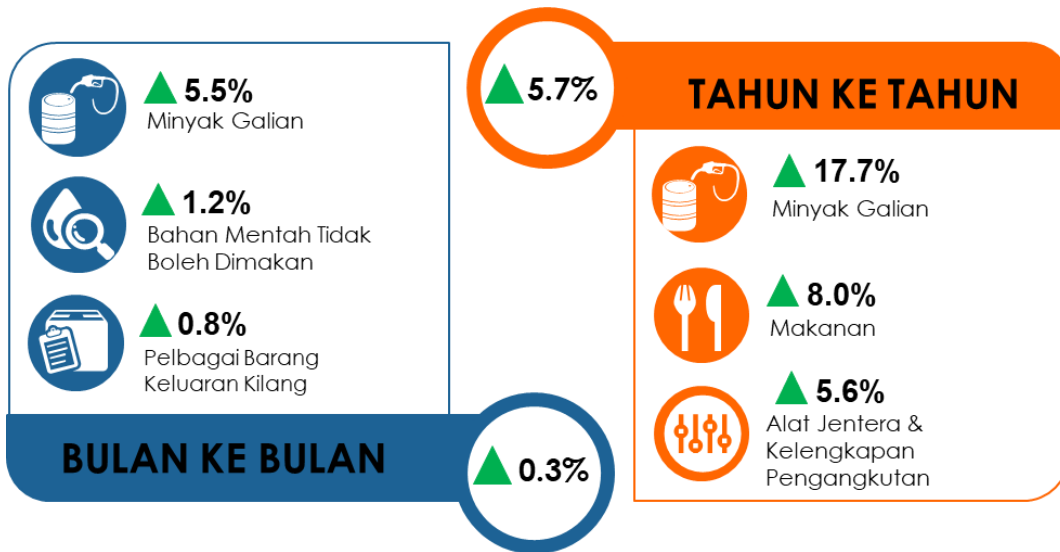 ▲ 5.5%
Minyak Galian
▲ 1.2%
Bahan Mentah Tidak
Boleh Dimakan
▲ 0.8%
Pelbagai Barang
Keluaran Kilang
BULAN KE BULAN
▲ 0.3%
▲ 5.7%
TAHUN KE TAHUN
▲ 17.7%
Minyak Galian
▲ 8.0%
Makanan
▲ 5.6%
Alat Jentera &
Kelengkapan
Pengangkutan